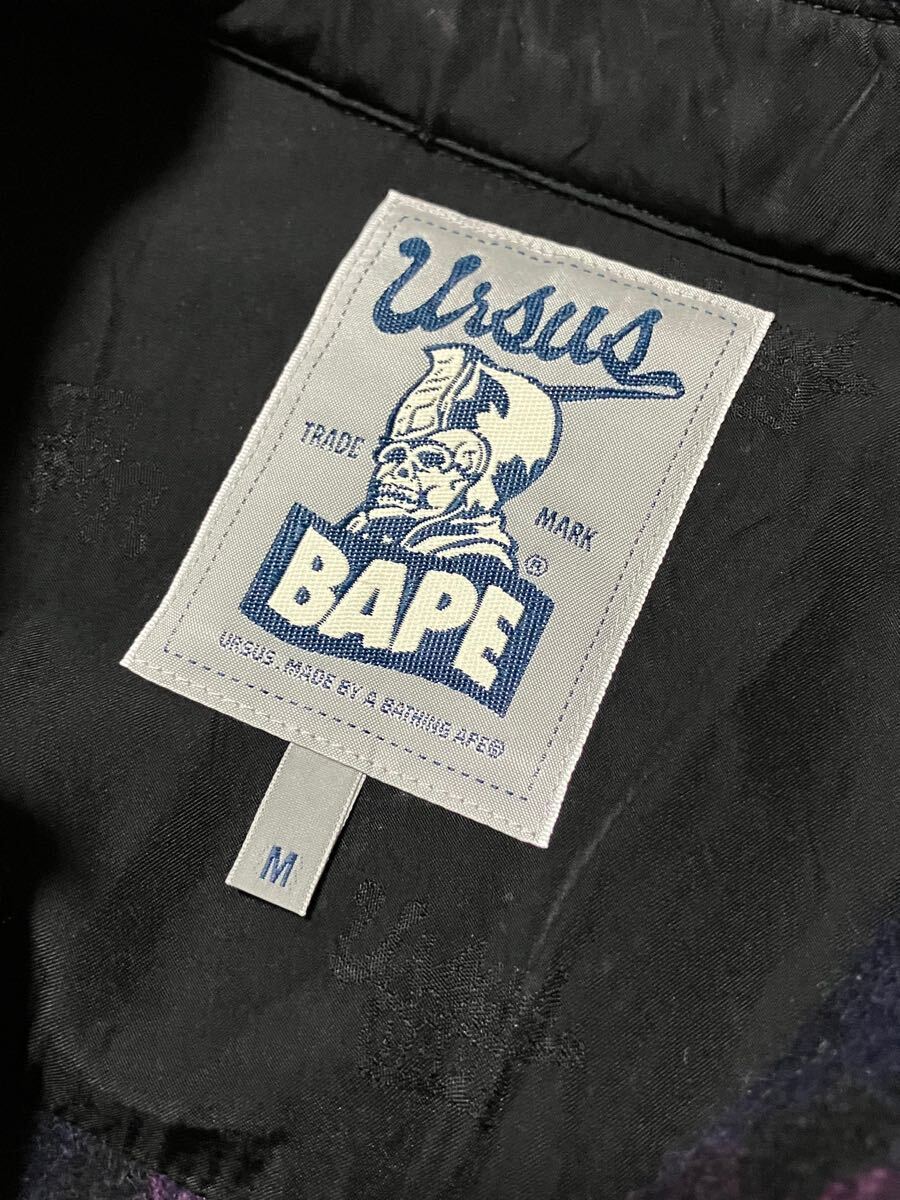 Ursus
TRADE MARK
®
BAPE
URSUS. MADE BY A BATHING APE®
M